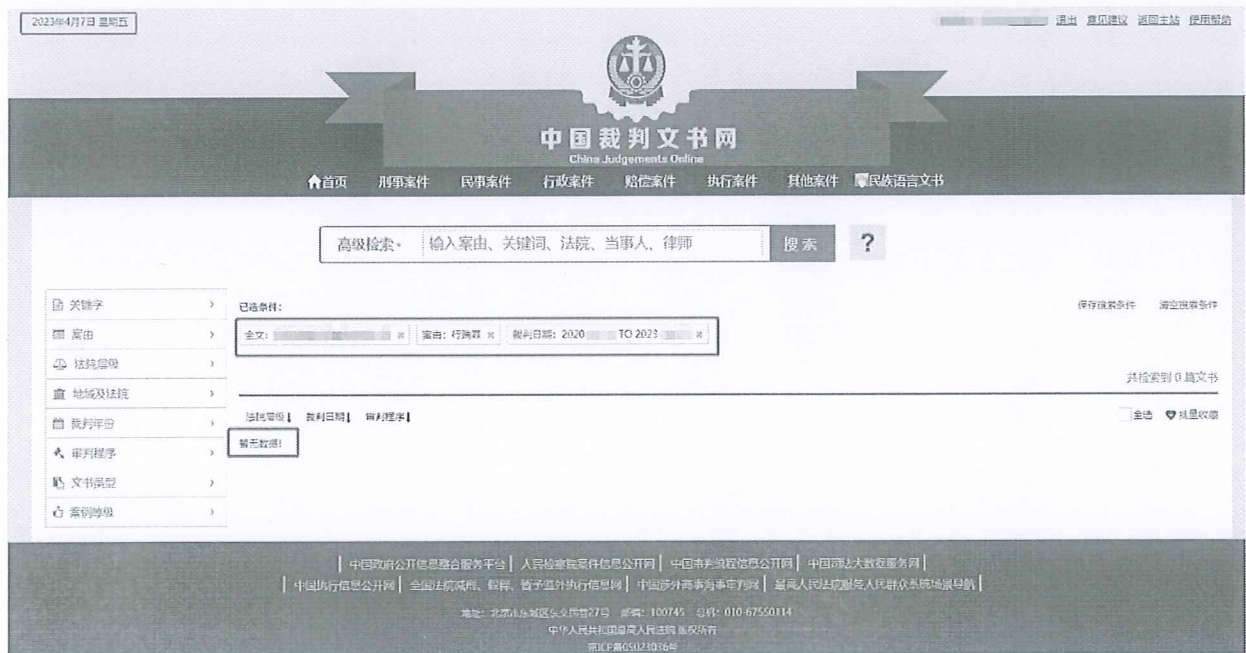 2023年4月7日 星期五
退出 意见建议 返回主站 使用帮助
中国裁判文书网
China Judgements Online
首页 刑事案件 民事案件 行政案件 赔偿案件 执行案件 其他案件 民族语言文书
高级检索 输入案由、关键词、法院、当事人、律师 搜索 ?
关键字
案由
法院层级
地域及法院
裁判年份
审判程序
文书类型
案例等级
已选条件:
保存搜索条件 清空搜索条件
全文: 案由: 行贿罪 裁判日期: 2020 TO 2023
共检索到 0 篇文书
法院层级 裁判日期 审判程序
全选 批量收藏
暂无数据!
中国政府公开信息整合服务平台 | 人民检察院案件信息公开网 | 中国审判流程信息公开网 | 中国司法大数据服务网
中国执行信息公开网 | 全国法院减刑、假释、暂予监外执行信息网 | 中国涉外商事海事审判网 | 最高人民法院服务人民群众系统场景导航
地址: 北京市东城区东交民巷27号 邮编: 100745 总机: 010-67550114
中华人民共和国最高人民法院 版权所有
京ICP备05023036号